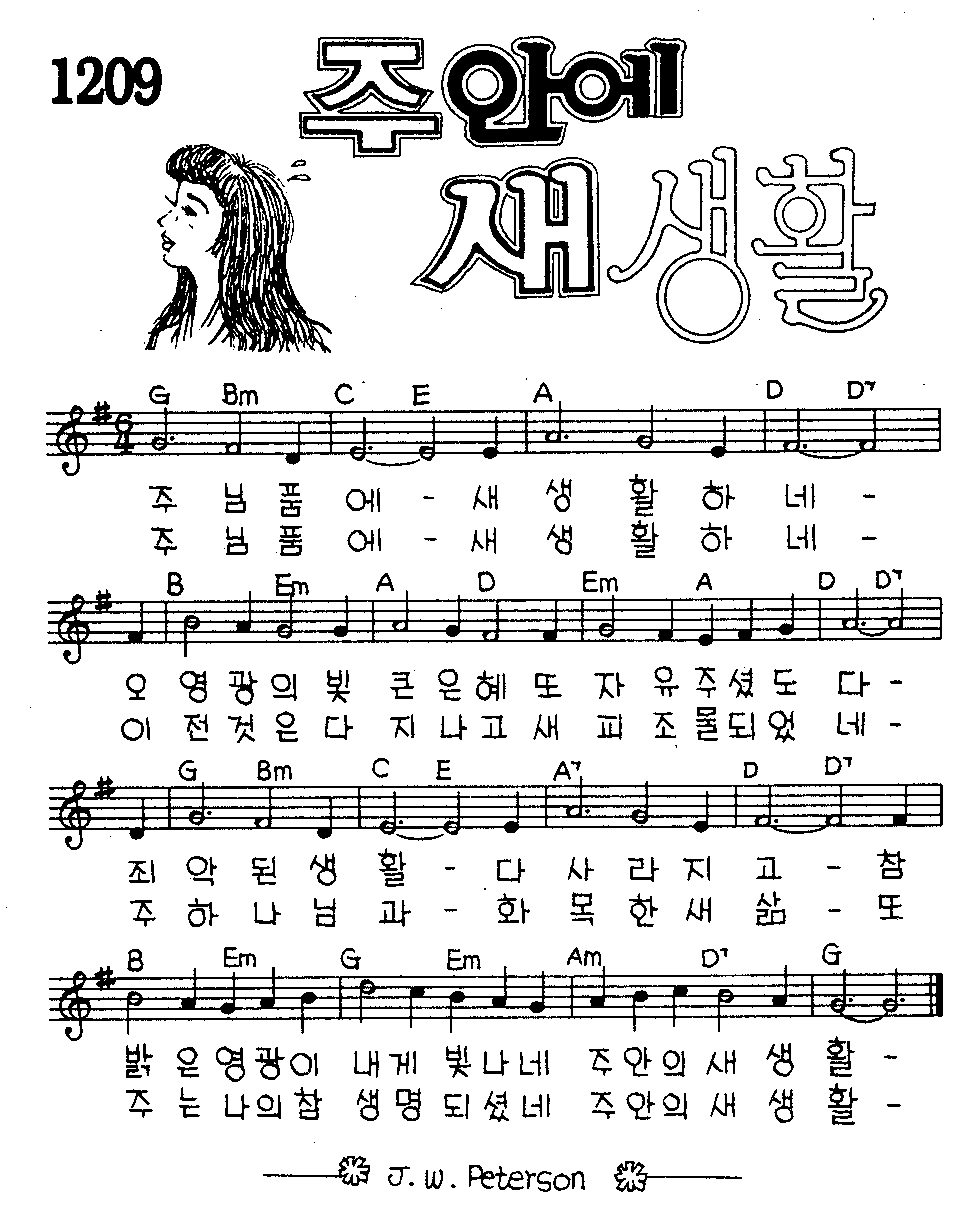 1209
주안에
새생활
G Bm C E A D D7
6
4
주 님 품 에 - 새 생 활 하 네 -
주 님 품 에 - 새 생 활 하 네 -
B Em A D Em A D D7
오 영 광 의 빛 큰 은 혜 또 자 유 주 셨 도 다 -
이 전 것 은 다 지 나 고 새 피 조 물 되 었 네 -
G Bm C E A7 D D7
죄 악 된 생 활 - 다 사 라 지 고 - 참
주 하 나 님 과 - 화 목 한 새 삶 - 또
B Em G Em Am D7 G
밝 은 영 광 이 내 게 빛 나 네 주 안 의 새 생 활 -
주 는 나 의 참 생 명 되 셨 네 주 안 의 새 생 활 -
J. W. Peterson